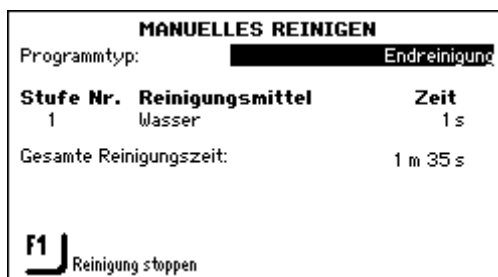 MANUELLES REINIGEN
Programmtyp: Endreinigung
Stufe Nr. Reinigungsmittel Zeit
1 Wasser 1 s
Gesamte Reinigungszeit: 1 m 35 s
F1 Reinigung stoppen